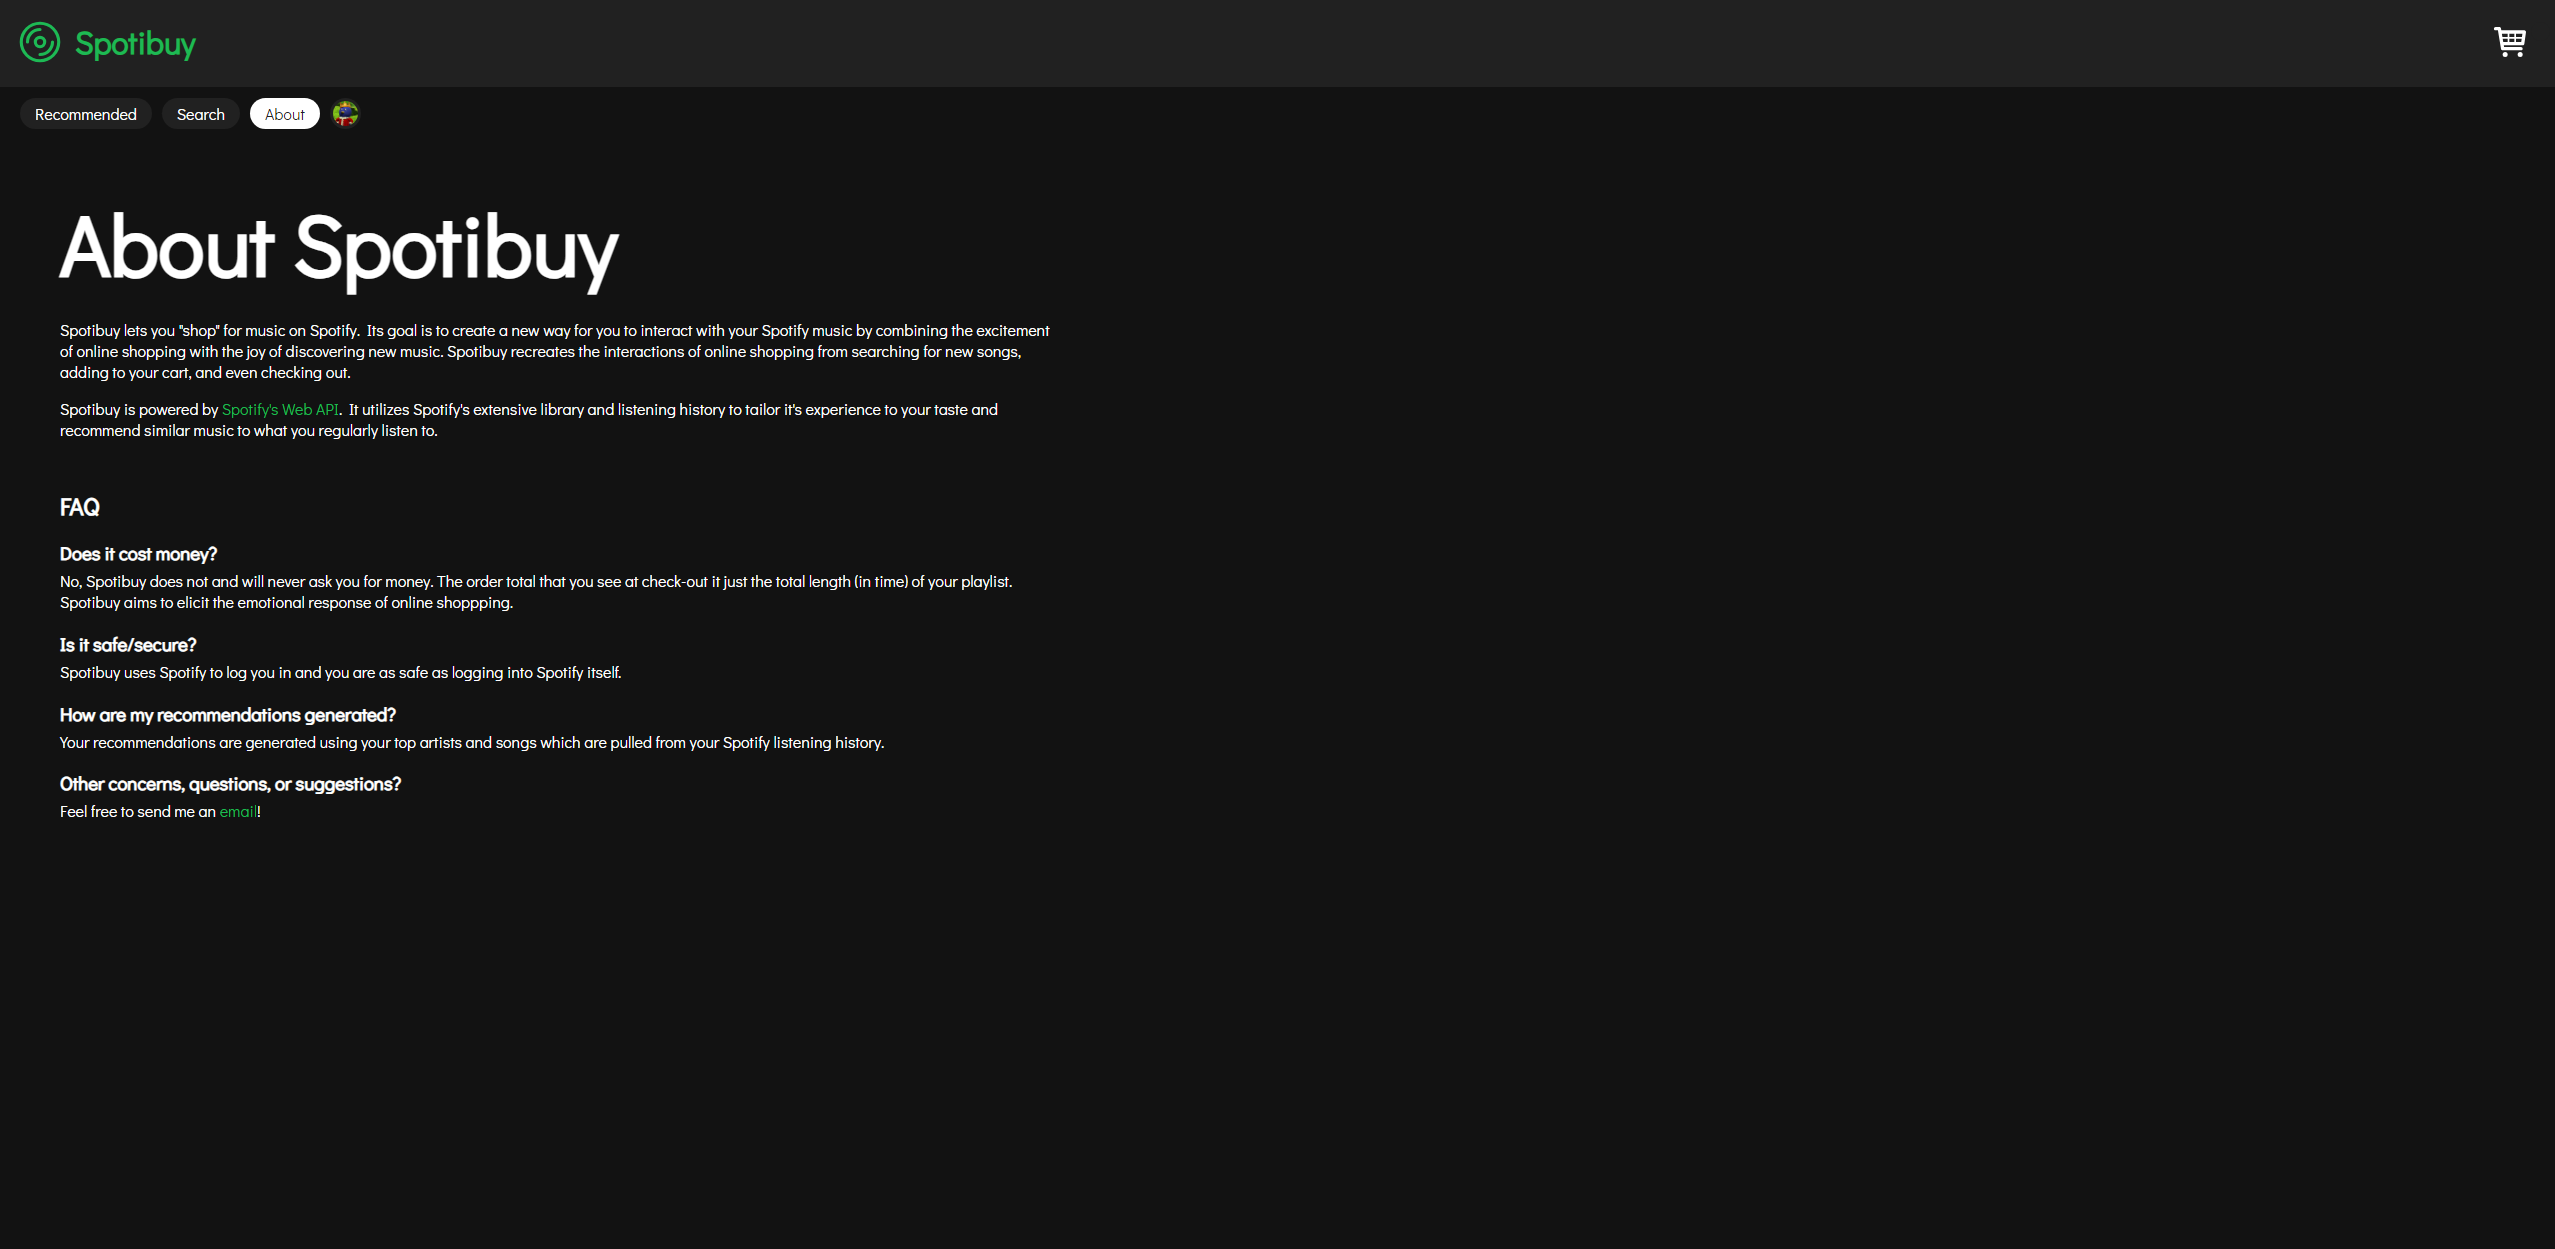 Spotibuy
Recommended
Search
About
About Spotibuy
Spotibuy lets you "shop" for music on Spotify.  Its goal is to create a new way for you to interact with your Spotify music by combining the excitement
of online shopping with the joy of discovering new music. Spotibuy recreates the interactions of online shopping from searching for new songs,
adding to your cart, and even checking out.
Spotibuy is powered by Spotify's Web API.  It utilizes Spotify's extensive library and listening history to tailor it's experience to your taste and
recommend similar music to what you regularly listen to.
FAQ
Does it cost money?
No, Spotibuy does not and will never ask you for money. The order total that you see at check-out it just the total length (in time) of your playlist.
Spotibuy aims to elicit the emotional response of online shoppping.
Is it safe/secure?
Spotibuy uses Spotify to log you in and you are as safe as logging into Spotify itself.
How are my recommendations generated?
Your recommendations are generated using your top artists and songs which are pulled from your Spotify listening history.
Other concerns, questions, or suggestions?
Feel free to send me an email!